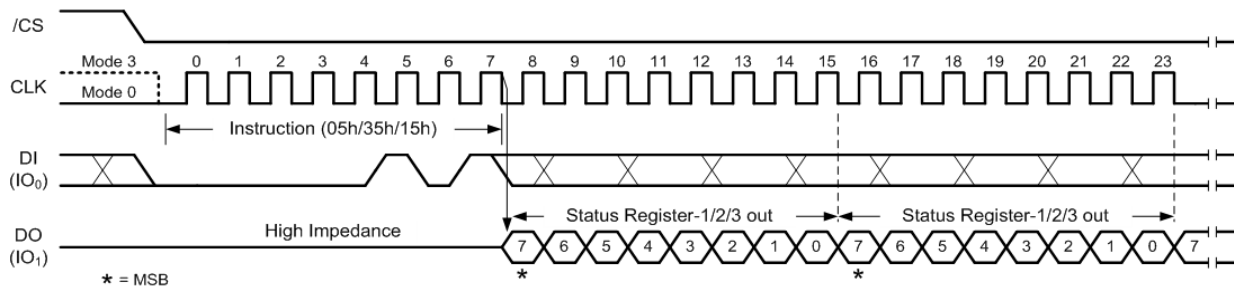 /CS
Mode 3 0 1 2 3 4 5 6 7 8 9 10 11 12 13 14 15 16 17 18 19 20 21 22 23
CLK
Mode 0
Instruction (05h/35h/15h)
DI
(IO₀)
Status Register-1/2/3 out Status Register-1/2/3 out
High Impedance
DO
(IO₁)
7 6 5 4 3 2 1 0 7 6 5 4 3 2 1 0 7
* *
* = MSB